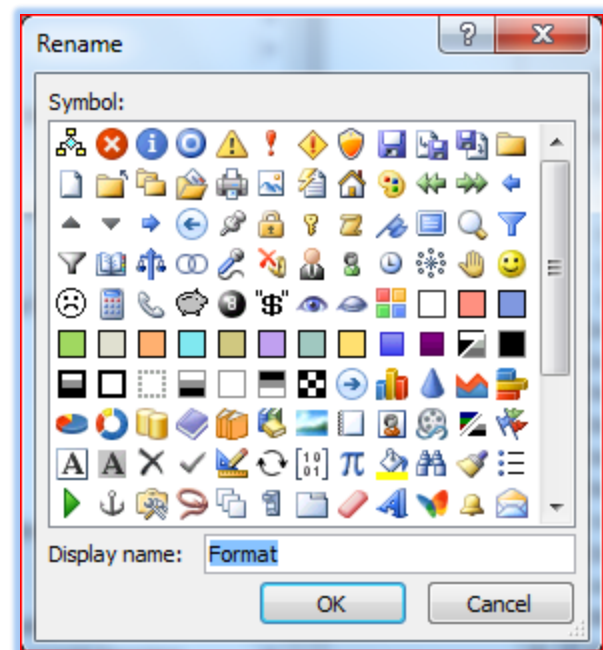 Rename
Symbol:
"$"
A A 10 01 π
Display name: Format
OK Cancel